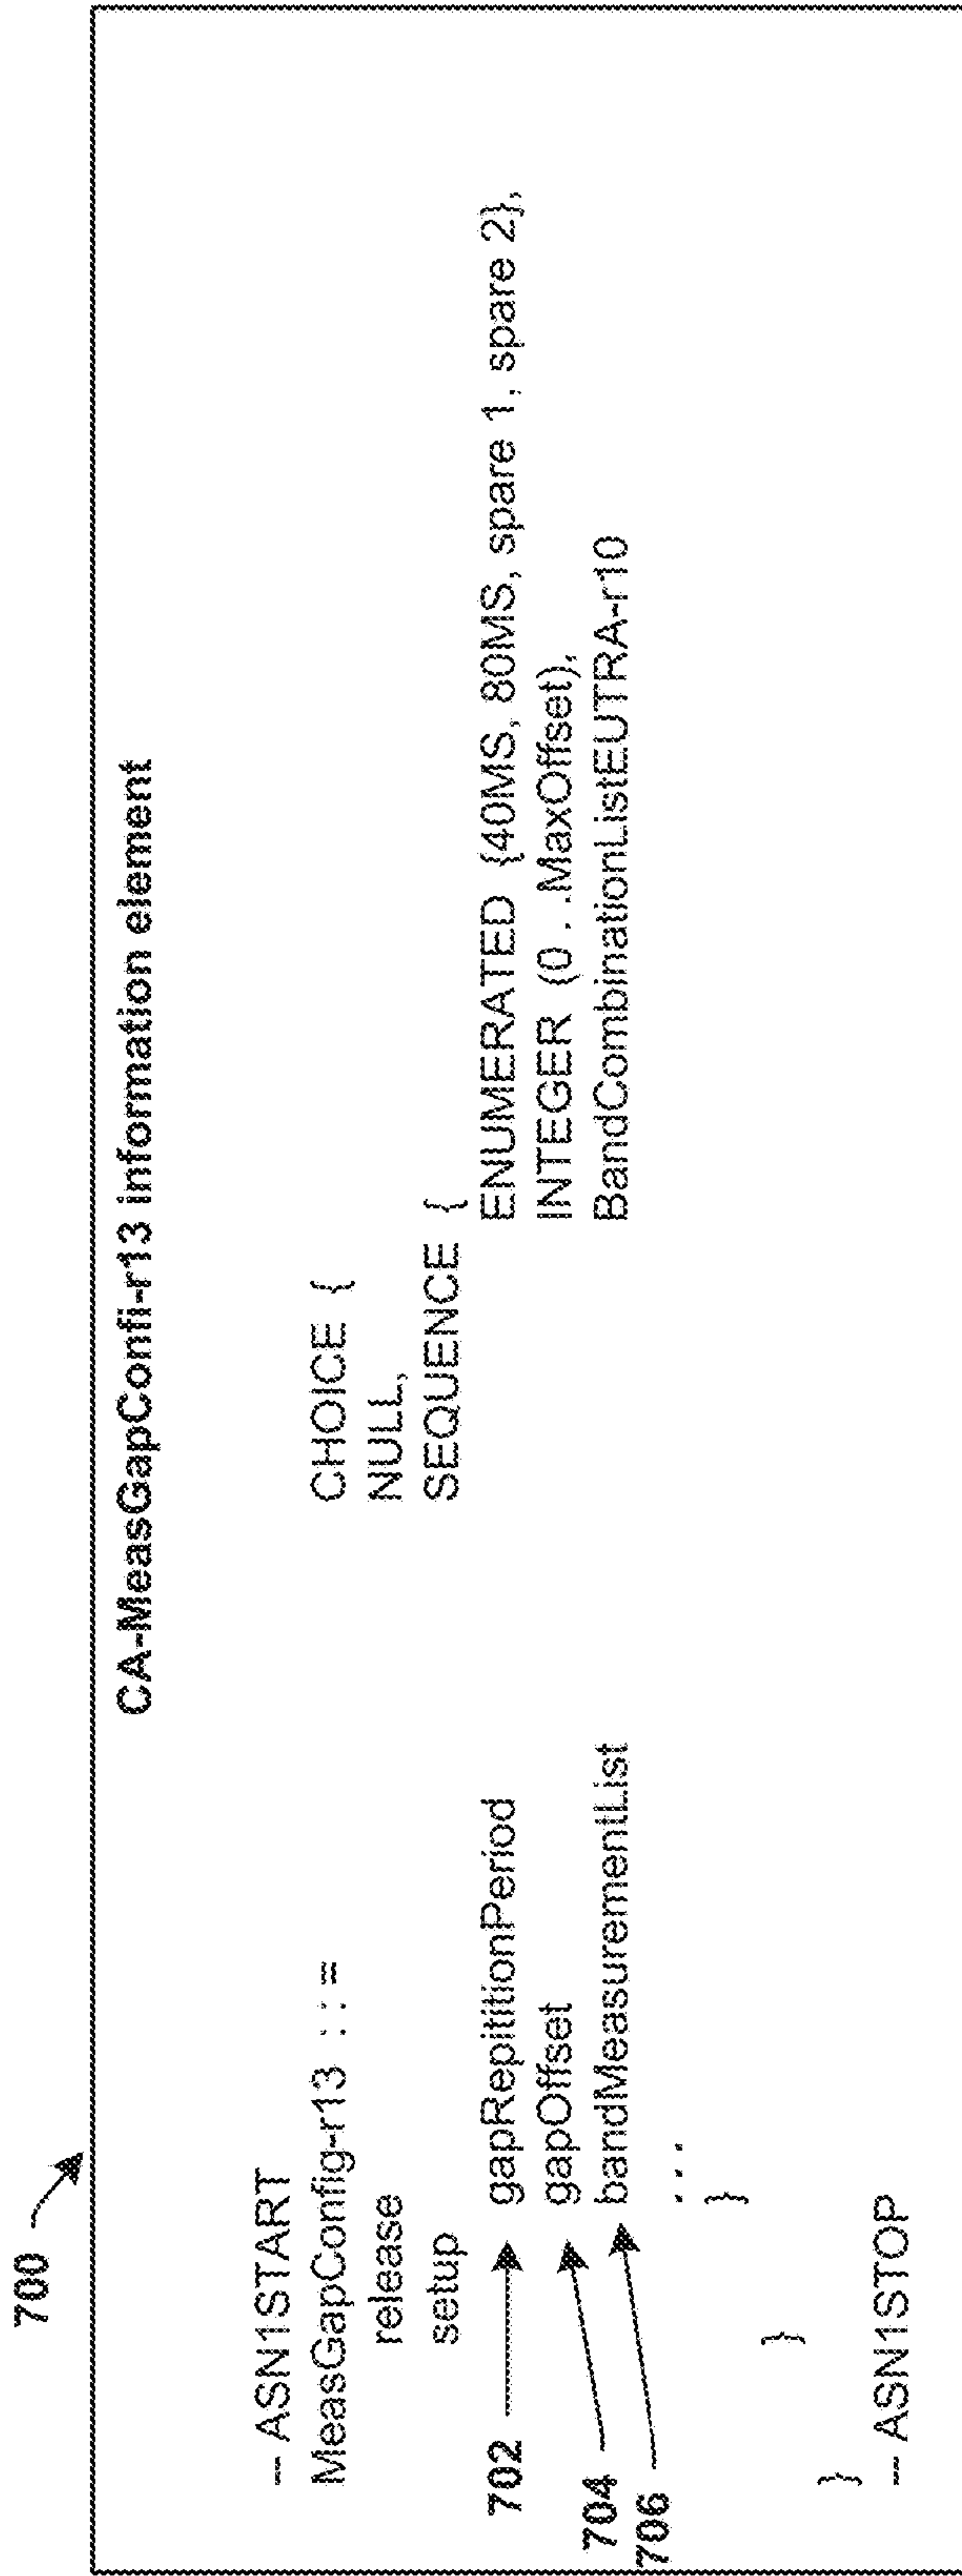 700
CA-MeasGapConfi-r13 information element
-- ASN1START
MeasGapConfig-r13 : : = CHOICE {
release NULL,
setup SEQUENCE {
702 gapRepititionPeriod ENUMERATED {40MS, 80MS, spare 1, spare 2},
704 gapOffset INTEGER (0 . .MaxOffset),
706 bandMeasurementList BandCombinationListEUTRA-r10
. . .
}
}
}
-- ASN1STOP